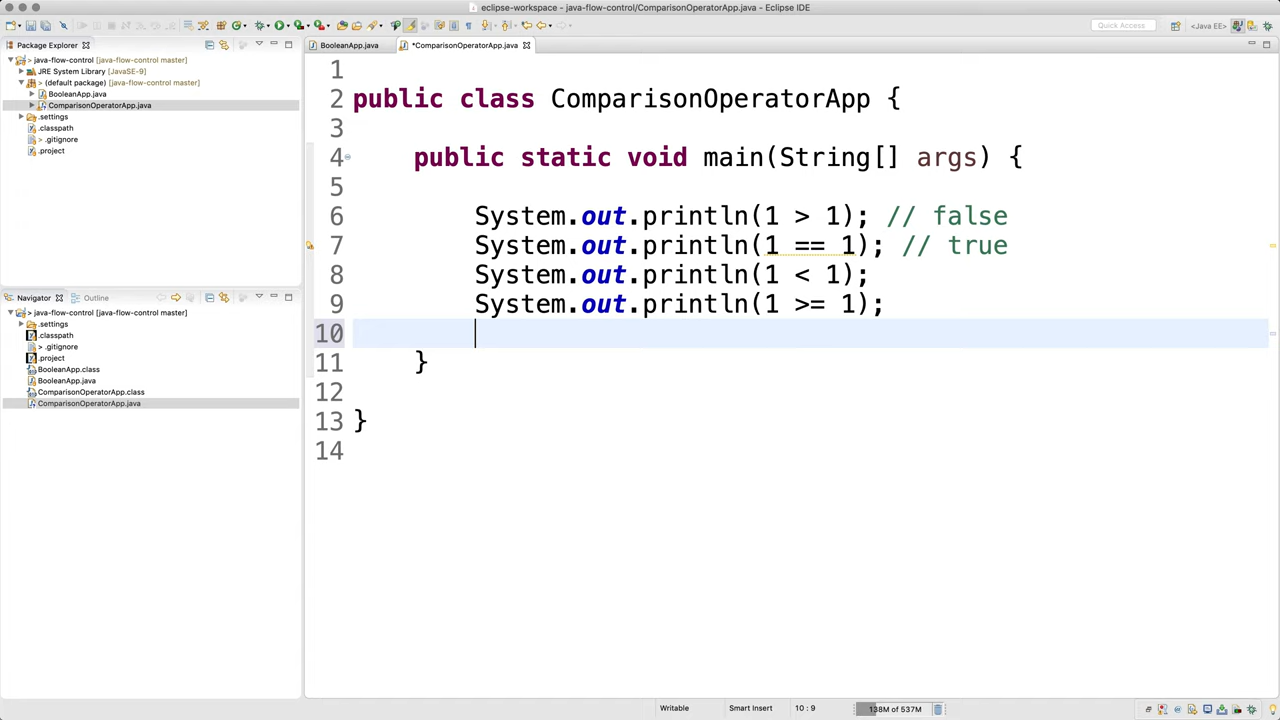 eclipse-workspace - java-flow-control/ComparisonOperatorApp.java - Eclipse IDE
Quick Access
<Java EE>
Package Explorer
> java-flow-control [java-flow-control master]
JRE System Library [JavaSE-9]
> (default package) [java-flow-control master]
BooleanApp.java
ComparisonOperatorApp.java
.settings
.classpath
> .gitignore
.project
Navigator
Outline
> java-flow-control [java-flow-control master]
.settings
.classpath
> .gitignore
.project
BooleanApp.class
BooleanApp.java
ComparisonOperatorApp.class
ComparisonOperatorApp.java
BooleanApp.java
*ComparisonOperatorApp.java
1
2 public class ComparisonOperatorApp {
3
4 public static void main(String[] args) {
5
6 System.out.println(1 > 1); // false
7 System.out.println(1 == 1); // true
8 System.out.println(1 < 1);
9 System.out.println(1 >= 1);
10
11 }
12
13 }
14
Writable
Smart Insert
10 : 9
138M of 537M